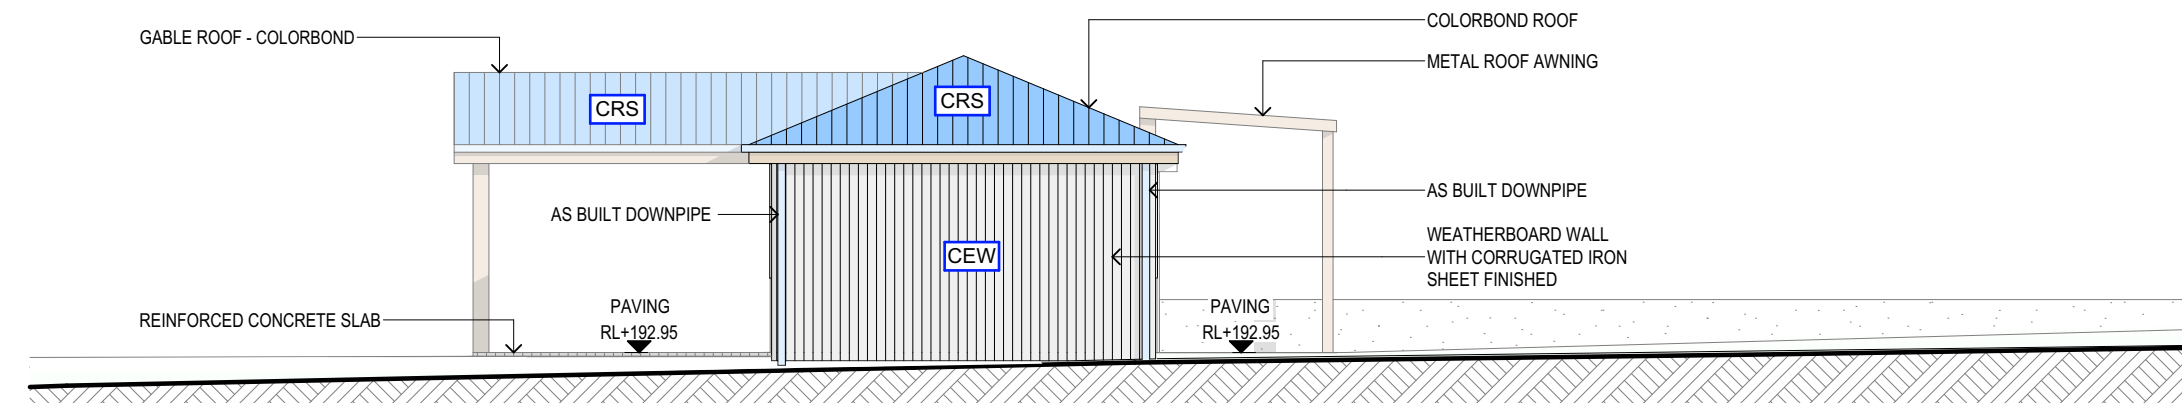 COLORBOND ROOF
GABLE ROOF - COLORBOND
METAL ROOF AWNING
CRS
CRS
AS BUILT DOWNPIPE
AS BUILT DOWNPIPE
WEATHERBOARD WALL
WITH CORRUGATED IRON
SHEET FINISHED
CEW
PAVING
RL+192.95
PAVING
RL+192.95
REINFORCED CONCRETE SLAB